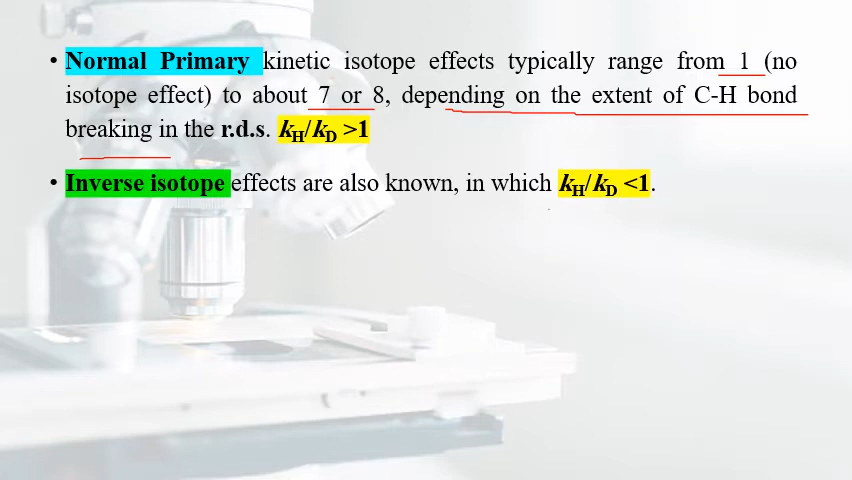 • Normal Primary kinetic isotope effects typically range from 1 (no
isotope effect) to about 7 or 8, depending on the extent of C-H bond
breaking in the r.d.s. kH/kD >1
• Inverse isotope effects are also known, in which kH/kD <1.